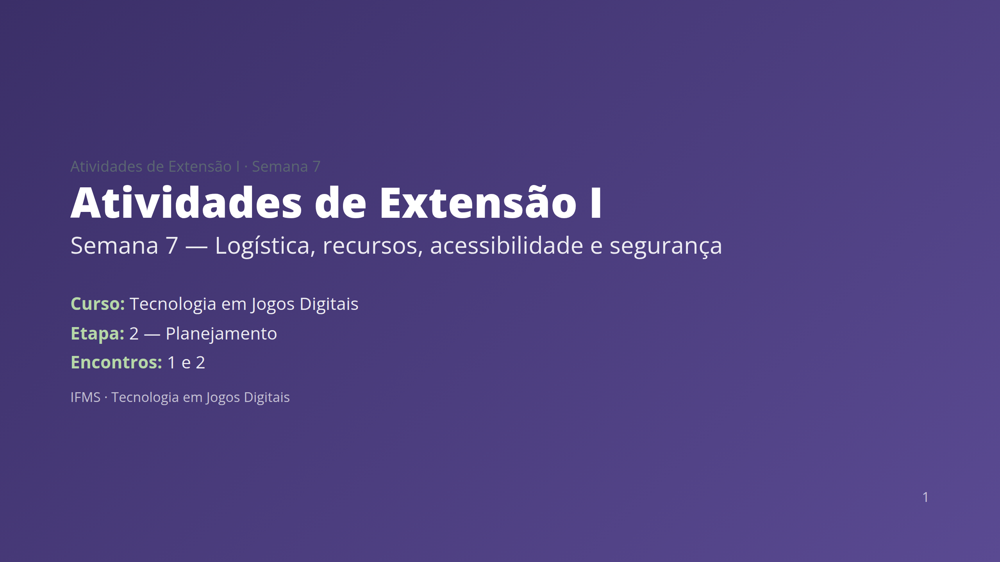 Atividades de Extensão I · Semana 7
Atividades de Extensão I
Semana 7 — Logística, recursos, acessibilidade e segurança
Curso: Tecnologia em Jogos Digitais
Etapa: 2 — Planejamento
Encontros: 1 e 2
IFMS · Tecnologia em Jogos Digitais
1